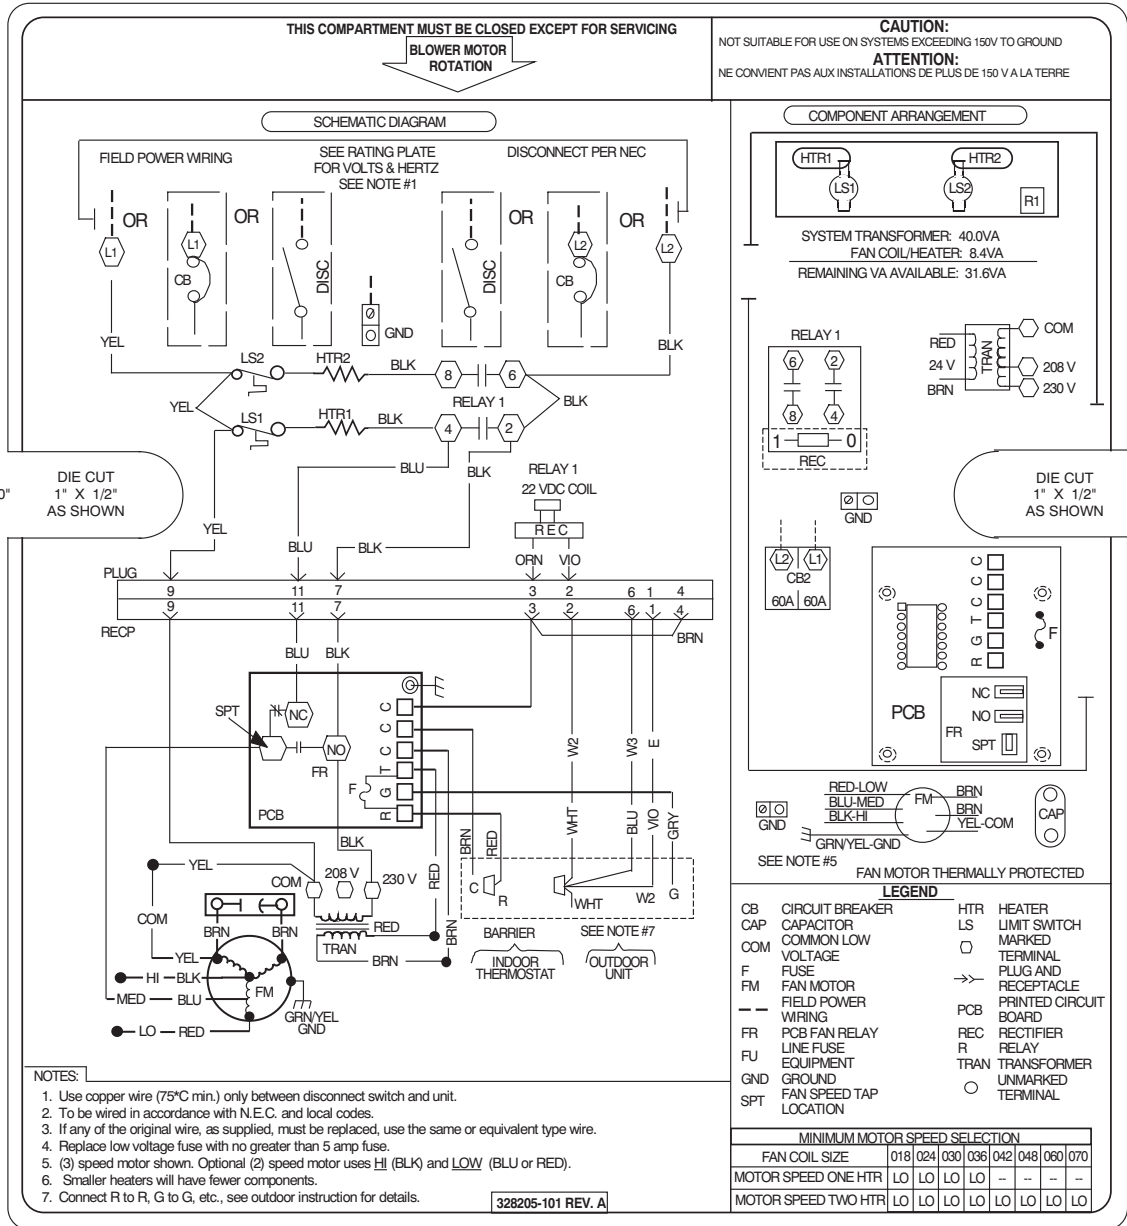 THIS COMPARTMENT MUST BE CLOSED EXCEPT FOR SERVICING
BLOWER MOTOR
ROTATION
CAUTION:
NOT SUITABLE FOR USE ON SYSTEMS EXCEEDING 150V TO GROUND
ATTENTION:
NE CONVIENT PAS AUX INSTALLATIONS DE PLUS DE 150 V A LA TERRE
SCHEMATIC DIAGRAM
FIELD POWER WIRING
SEE RATING PLATE
FOR VOLTS & HERTZ
SEE NOTE #1
DISCONNECT PER NEC
OR OR OR OR
L1 L1 L2 L2
CB DISC DISC CB
GND
YEL BLK
LS2 HTR2 BLK 8 6
RELAY 1
YEL LS1 HTR1 BLK 4 2 BLK
BLU BLK
RELAY 1
22 VDC COIL
REC
DIE CUT
1" X 1/2"
AS SHOWN
0"
YEL BLU BLK ORN VIO
PLUG
9 11 7 3 2 6 1 4
9 11 7 3 2 6 1 4
RECP
BRN
BLU BLK
SPT NC NO FR
C
C
C
T
G
R
F
PCB
W2 W3 E
WHT BLU VIO GRY
BLK BRN RED RED BRN
YEL COM 208 V 230 V
C R WHT W2 G
COM
BRN BRN
RED
TRAN
BRN
BARRIER
INDOOR
THERMOSTAT
SEE NOTE #7
OUTDOOR
UNIT
YEL
HI BLK
MED BLU
FM
LO RED
GRN/YEL
GND
COMPONENT ARRANGEMENT
HTR1 HTR2
LS1 LS2 R1
SYSTEM TRANSFORMER: 40.0VA
FAN COIL/HEATER: 8.4VA
REMAINING VA AVAILABLE: 31.6VA
RELAY 1
6 2
8 4
1 0
REC
RED COM
24 V TRAN 208 V
BRN 230 V
GND
L2 L1
CB2
60A 60A
DIE CUT
1" X 1/2"
AS SHOWN
C
C
C
T
G
R
F
PCB
NC
NO
FR
SPT
RED-LOW
BLU-MED
BLK-HI
GRN/YEL-GND
FM
BRN
BRN
YEL-COM
CAP
GND
SEE NOTE #5
FAN MOTOR THERMALLY PROTECTED
LEGEND
CB CIRCUIT BREAKER
CAP CAPACITOR
COM COMMON LOW
VOLTAGE
F FUSE
FM FAN MOTOR
FIELD POWER
WIRING
FR PCB FAN RELAY
FU LINE FUSE
EQUIPMENT
GND GROUND
SPT FAN SPEED TAP
LOCATION
HTR HEATER
LS LIMIT SWITCH
MARKED
TERMINAL
PLUG AND
RECEPTACLE
PCB PRINTED CIRCUIT
BOARD
REC RECTIFIER
R RELAY
TRAN TRANSFORMER
UNMARKED
TERMINAL
MINIMUM MOTOR SPEED SELECTION
FAN COIL SIZE 018 024 030 036 042 048 060 070
MOTOR SPEED ONE HTR LO LO LO LO -- -- -- --
MOTOR SPEED TWO HTR LO LO LO LO LO LO LO LO
NOTES:
1. Use copper wire (75*C min.) only between disconnect switch and unit.
2. To be wired in accordance with N.E.C. and local codes.
3. If any of the original wire, as supplied, must be replaced, use the same or equivalent type wire.
4. Replace low voltage fuse with no greater than 5 amp fuse.
5. (3) speed motor shown. Optional (2) speed motor uses HI (BLK) and LOW (BLU or RED).
6. Smaller heaters will have fewer components.
7. Connect R to R, G to G, etc., see outdoor instruction for details.
328205-101 REV. A